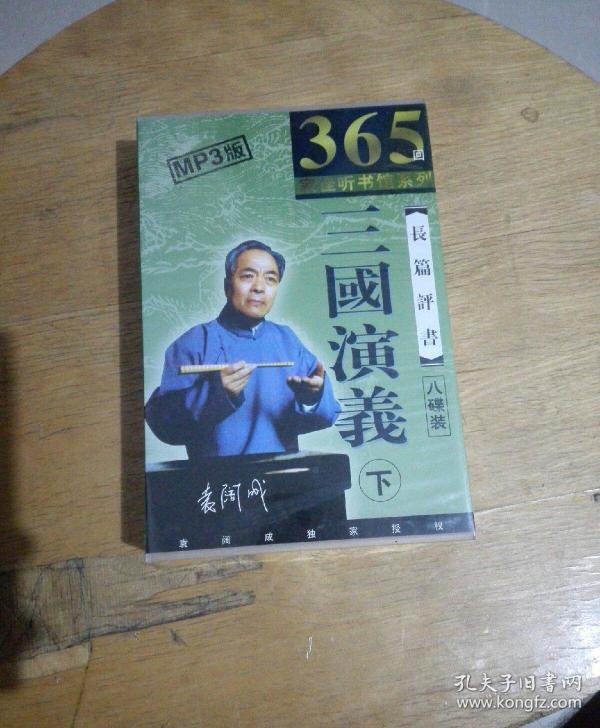 MP3版
365回
家庭听书馆系列
三國演義
【長篇評書】
八碟装
下
袁阔成
袁阔成独家授权
孔夫子旧书网
www.kongfz.com